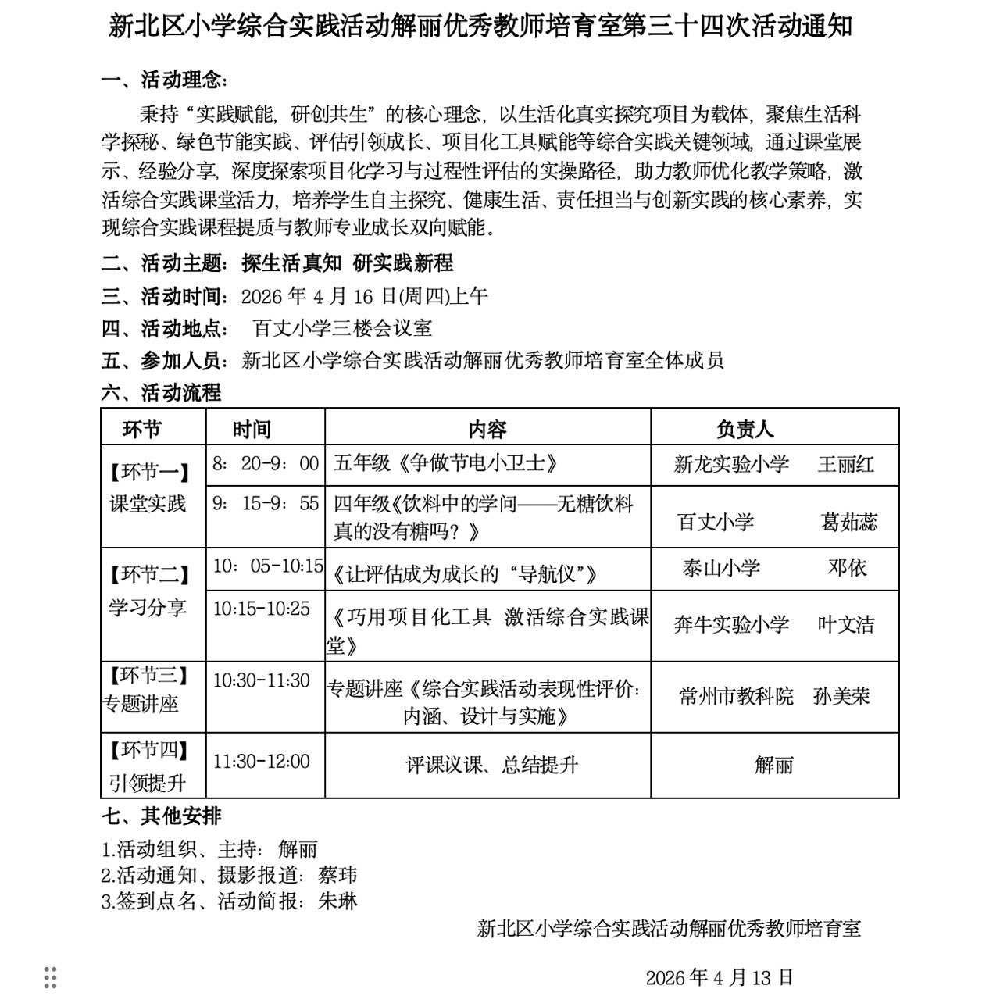 新北区小学综合实践活动解丽优秀教师培育室第三十四次活动通知
一、活动理念：
秉持“实践赋能，研创共生”的核心理念，以生活化真实探究项目为载体，聚焦生活科
学探秘、绿色节能实践、评估引领成长、项目化工具赋能等综合实践关键领域，通过课堂展
示、经验分享，深度探索项目化学习与过程性评估的实操路径，助力教师优化教学策略，激
活综合实践课堂活力，培养学生自主探究、健康生活、责任担当与创新实践的核心素养，实
现综合实践课程提质与教师专业成长双向赋能。
二、活动主题：探生活真知 研实践新程
三、活动时间：2026 年 4 月 16 日(周四)上午
四、活动地点： 百丈小学三楼会议室
五、参加人员：新北区小学综合实践活动解丽优秀教师培育室全体成员
六、活动流程
环节 时间 内容 负责人
【环节一】
课堂实践
8：20-9：00 五年级《争做节电小卫士》 新龙实验小学 王丽红
9：15-9：55 四年级《饮料中的学问——无糖饮料
真的没有糖吗？》
百丈小学 葛茹蕊
【环节二】
学习分享
10：05-10:15 《让评估成为成长的“导航仪”》 泰山小学 邓依
10:15-10:25 《巧用项目化工具 激活综合实践课
堂》
奔牛实验小学 叶文洁
【环节三】
专题讲座
10:30-11:30 专题讲座《综合实践活动表现性评价：
内涵、设计与实施》
常州市教科院 孙美荣
【环节四】
引领提升
11:30-12:00 评课议课、总结提升 解丽
七、其他安排
1.活动组织、主持：解丽
2.活动通知、摄影报道：蔡玮
3.签到点名、活动简报：朱琳
新北区小学综合实践活动解丽优秀教师培育室
2026 年 4 月 13 日